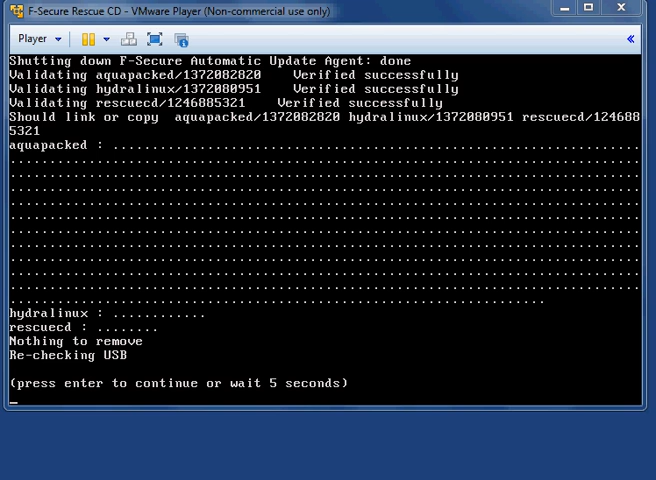 F-Secure Rescue CD - VMware Player (Non-commercial use only)
Player
Shutting down F-Secure Automatic Update Agent: done
Validating aquapacked/1372082820    Verified successfully
Validating hydralinux/1372080951    Verified successfully
Validating rescuecd/1246885321    Verified successfully
Should link or copy  aquapacked/1372082820 hydralinux/1372080951 rescuecd/124688
5321
aquapacked : ...................................................................
................................................................................
................................................................................
................................................................................
................................................................................
................................................................................
................................................................................
................................................................................
................................................................................
................................................................................
................................................................................
....................................................................
hydralinux : ............
rescuecd : ........
Nothing to remove
Re-checking USB
(press enter to continue or wait 5 seconds)
_